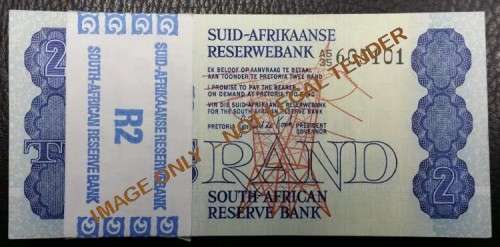 SUID-AFRIKAANSE
RESERWEBANK
EK BELOOF OP AANVRAAG TE BETAAL
AAN TOONDER TE PRETORIA TWEE RAND
I PROMISE TO PAY THE BEARER
ON DEMAND AT PRETORIA TWO RAND
VIR DIE SUID-AFRIKAANSE RESERWEBANK
FOR THE SOUTH AFRICAN RESERVE BANK
PRETORIA
PRESIDENT
GOVERNOR
RAND
SOUTH AFRICAN
RESERVE BANK
2
2
SUID-AFRIKAANSE RESERWEBANK
R2
SOUTH-AFRICAN RESERVE BANK
IMAGE ONLY NOT LEGAL TENDER